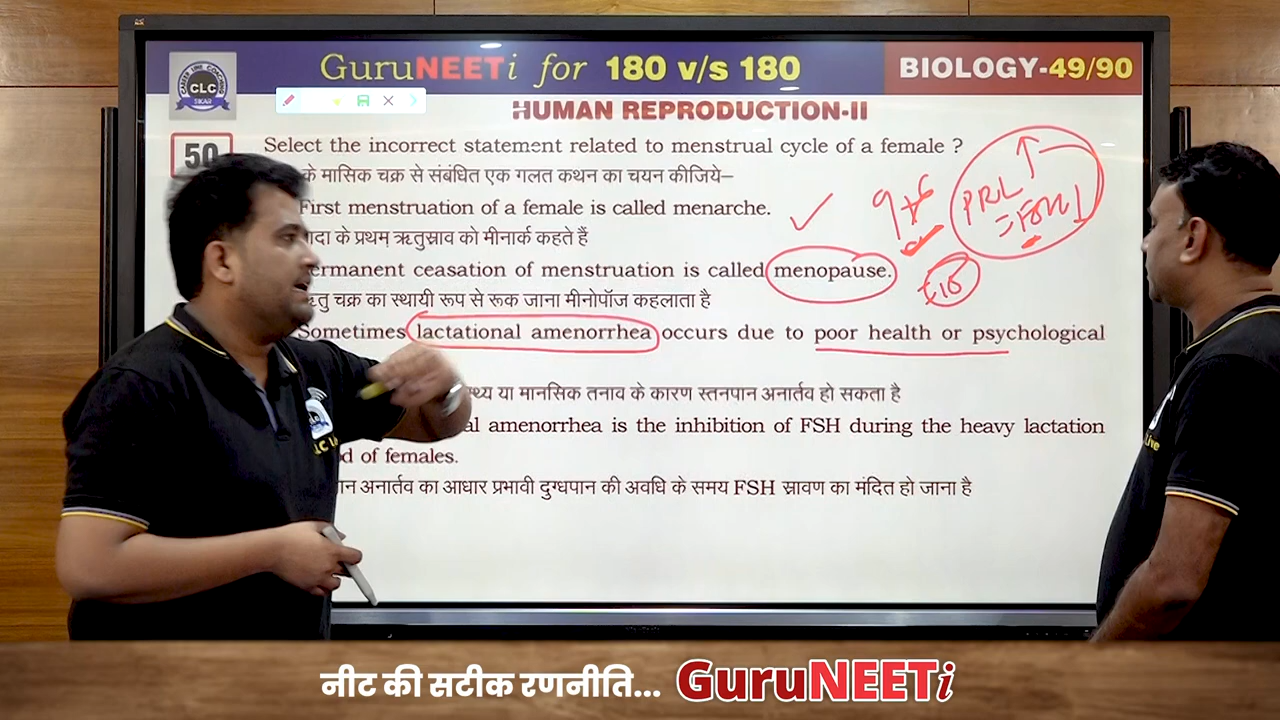 CLC
SIKAR
GuruNEETi for 180 v/s 180
BIOLOGY-49/90
HUMAN REPRODUCTION-II
50
Select the incorrect statement related to menstrual cycle of a female ?
के मासिक चक्र से संबंधित एक गलत कथन का चयन कीजिये–
First menstruation of a female is called menarche.
के प्रथम ऋतुस्राव को मीनार्क कहते हैं
ermanent ceasation of menstruation is called menopause.
चक्र का स्थायी रूप से रूक जाना मीनोपॉज कहलाता है
Sometimes lactational amenorrhea occurs due to poor health or psychological
या मानसिक तनाव के कारण स्तनपान अनार्तव हो सकता है
al amenorrhea is the inhibition of FSH during the heavy lactation
d of females.
अनार्तव का आधार प्रभावी दुग्धपान की अवधि के समय FSH स्रावण का मंदित हो जाना है
PRL
नीट की सटीक रणनीति... GuruNEETi